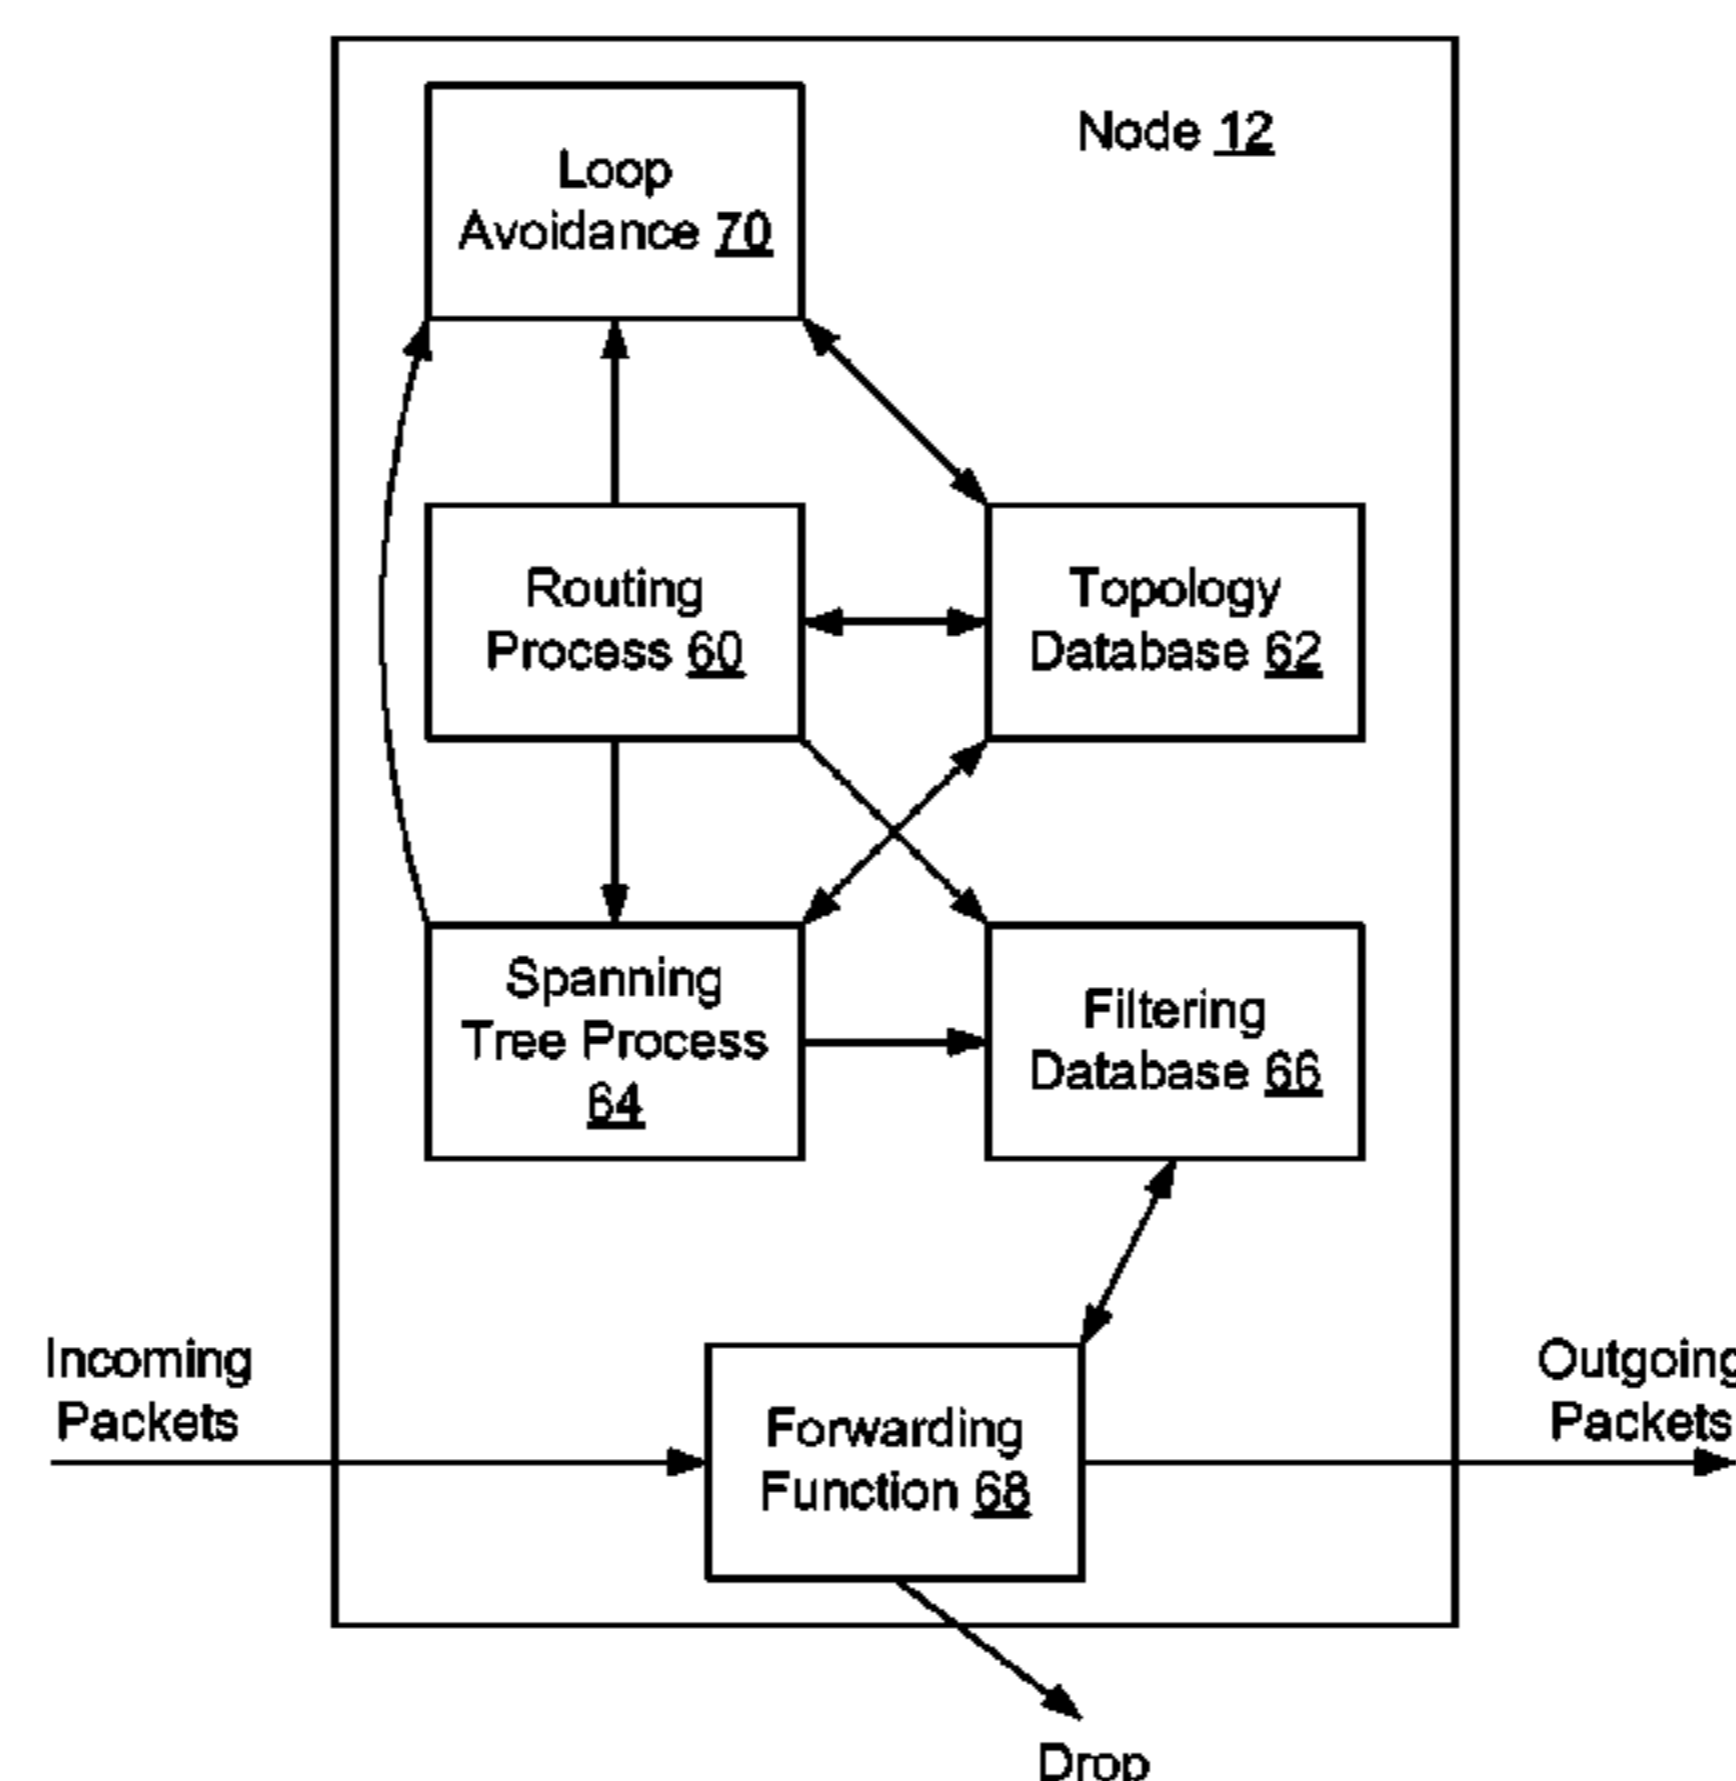 Node 12
Loop
Avoidance 70
Routing
Process 60
Topology
Database 62
Spanning
Tree Process
64
Filtering
Database 66
Incoming
Packets
Forwarding
Function 68
Outgoing
Packets
Drop